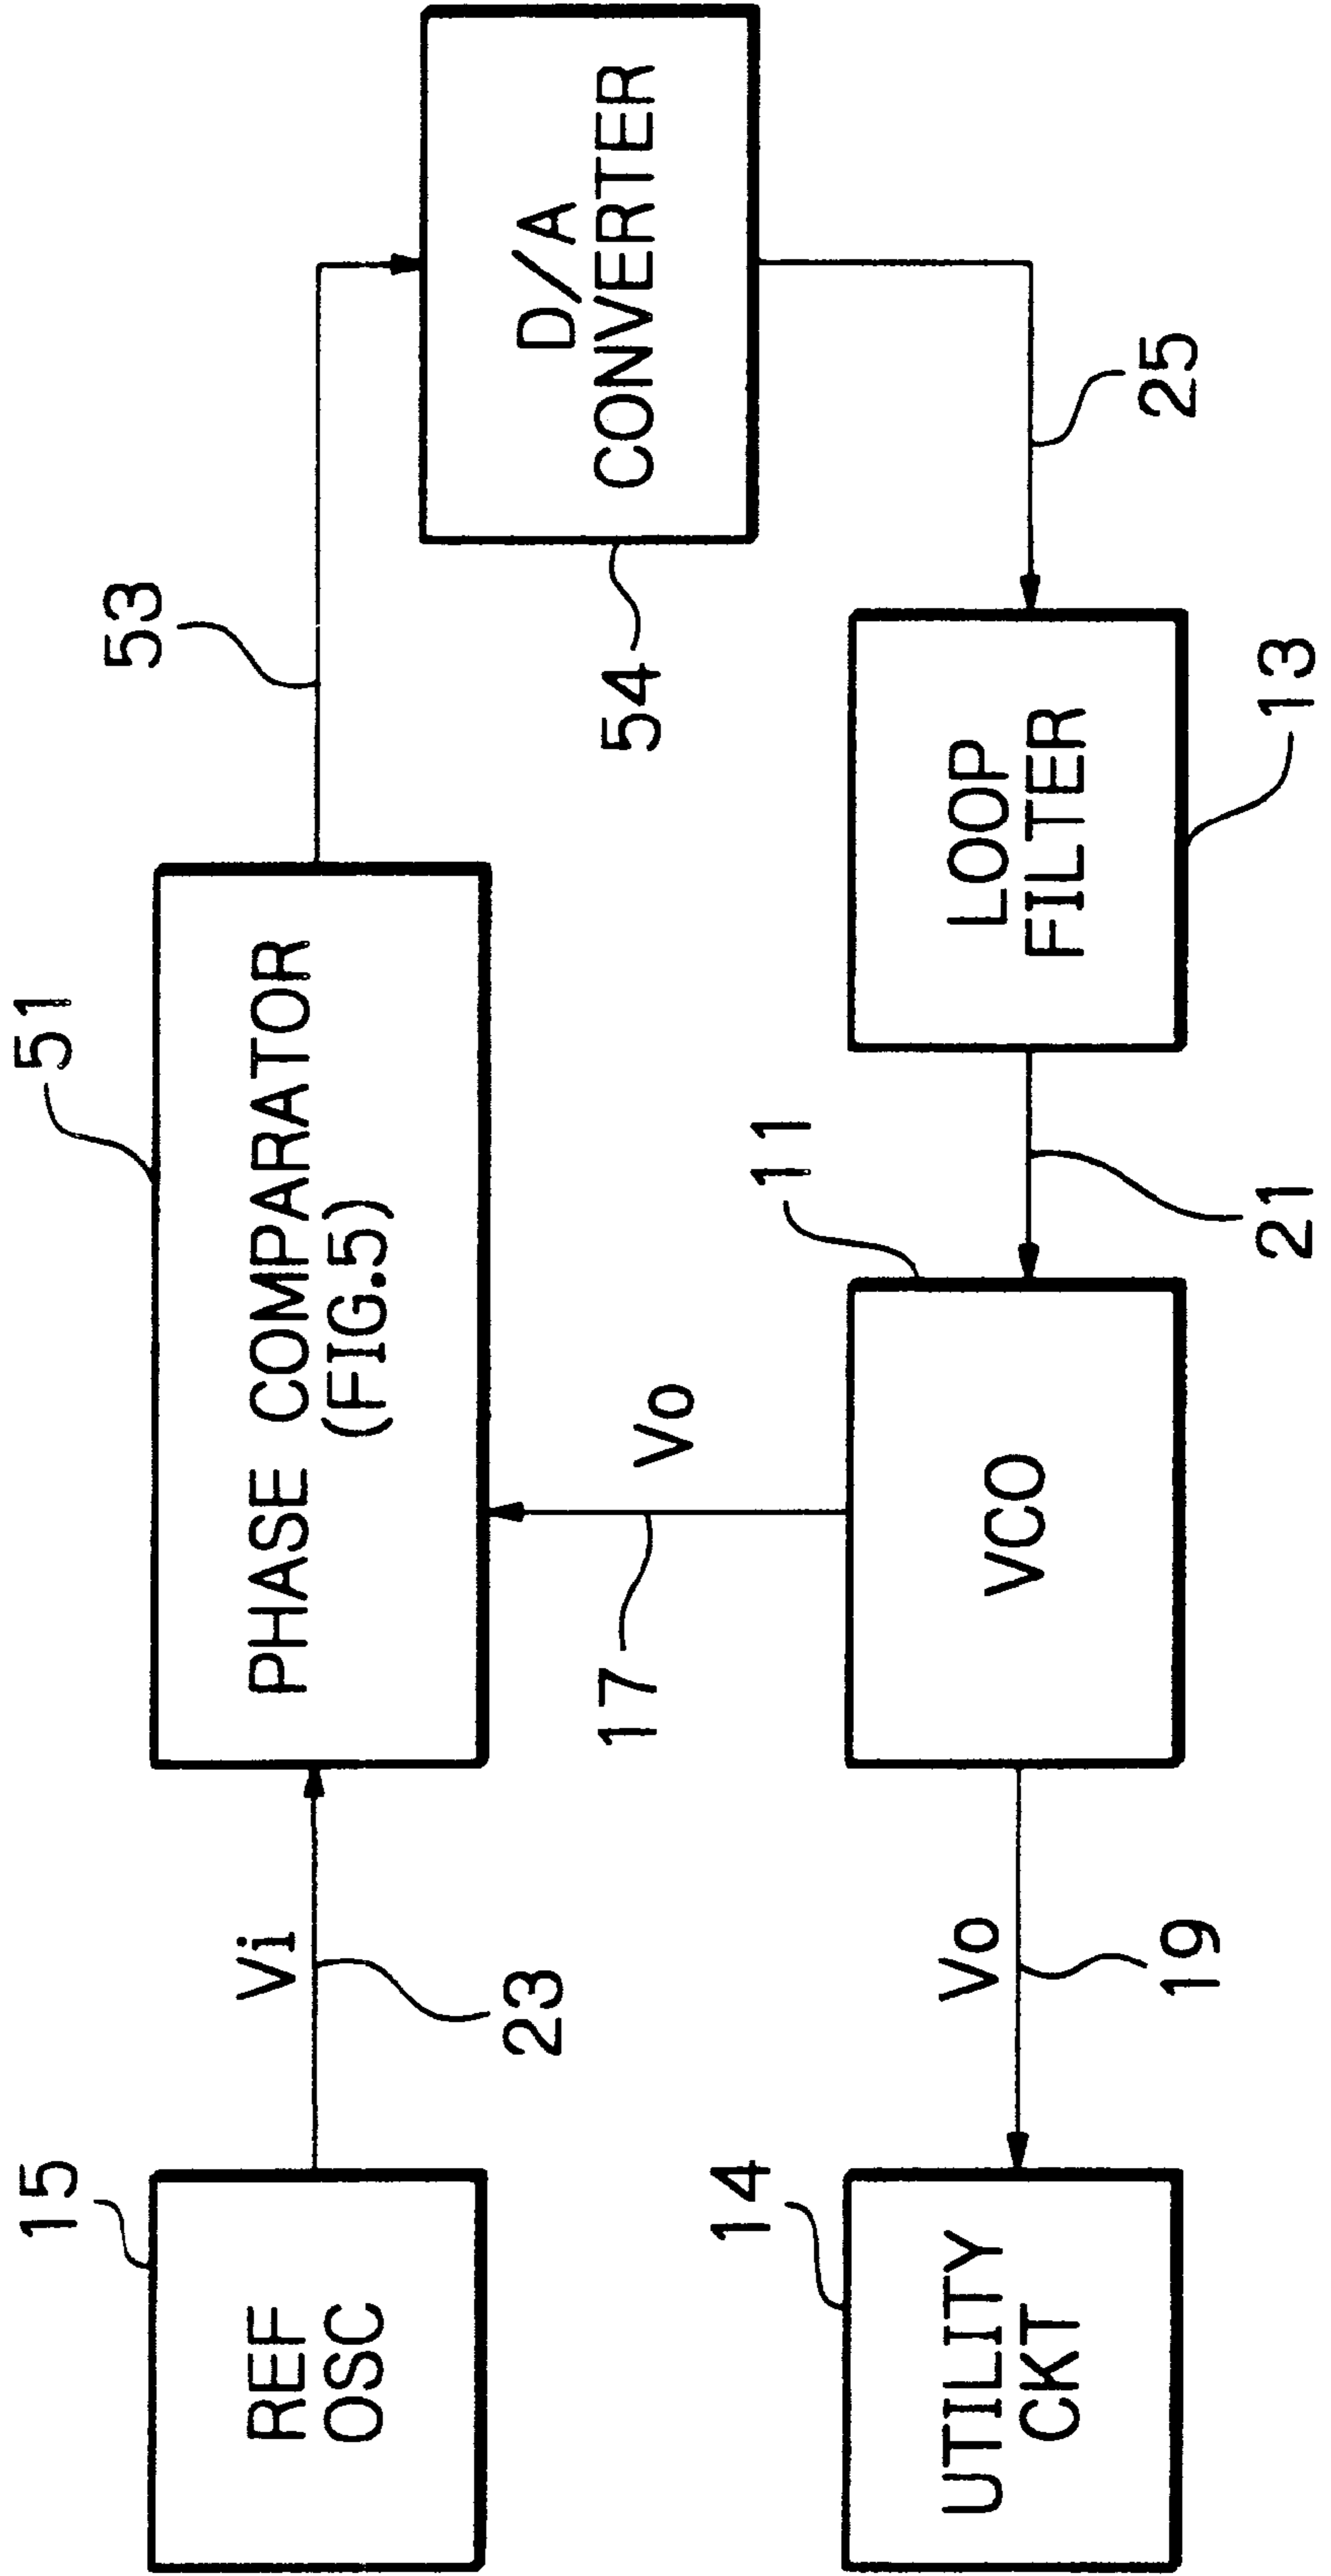 15
REF
OSC
Vi
23
51
PHASE COMPARATOR
(FIG.5)
53
D/A
CONVERTER
54
25
LOOP
FILTER
13
21
11
VCO
Vo
17
Vo
19
14
UTILITY
CKT